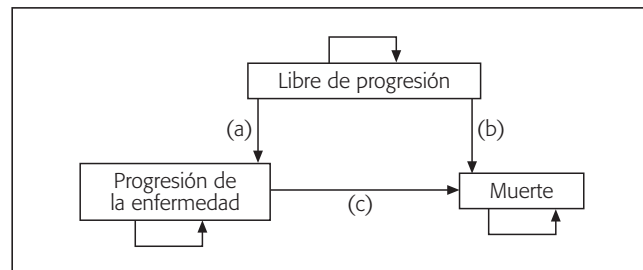 Libre de progresión
(a)
(b)
Progresión de
la enfermedad
(c)
Muerte